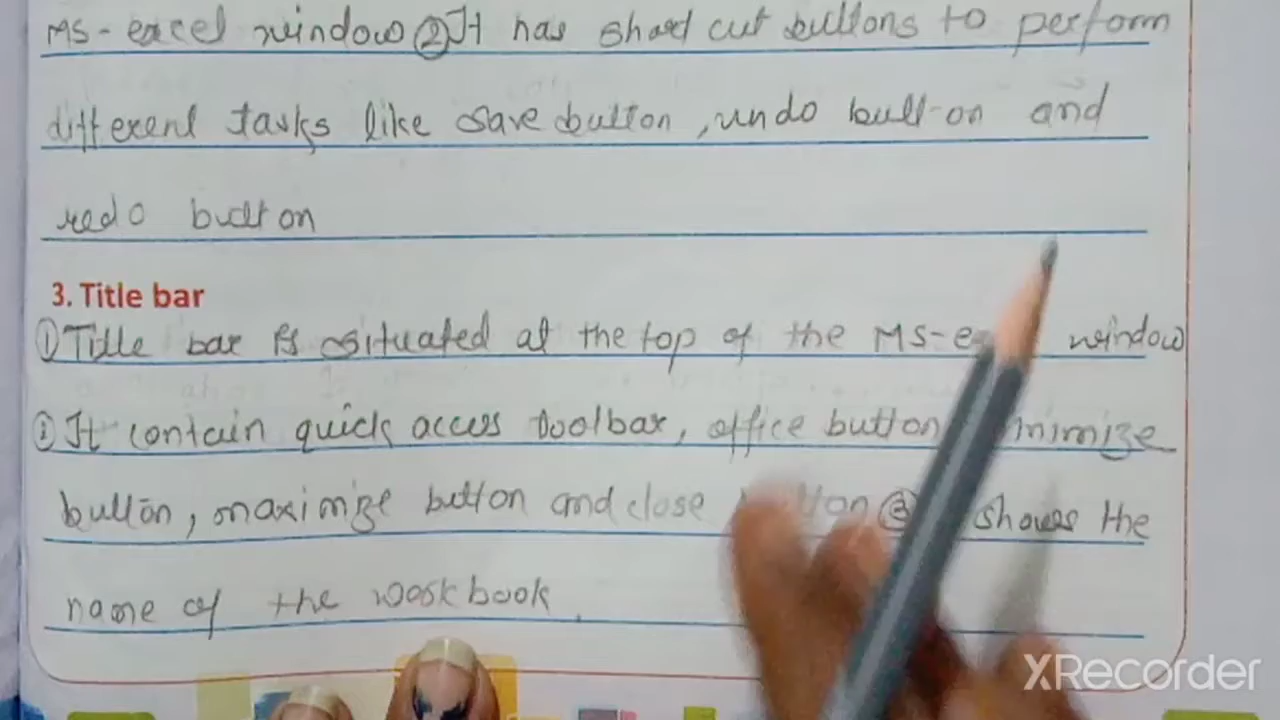 MS-excel window ② It has short cut buttons to perform
different tasks like save button, undo button and
redo button
3. Title bar
① Title bar is situated at the top of the MS- window
② It contain quick access toolbar, office button minimize
button, maximize button and close button ③ shows the
name of the workbook.
XRecorder